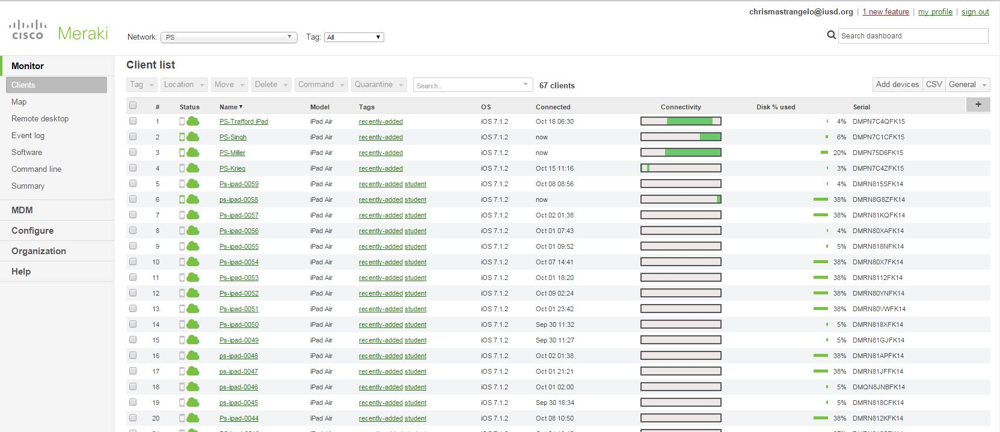 chrismastrangelo@iusd.org | 1 new feature | my profile | sign out
CISCO Meraki
Network: PS Tag: All
Search dashboard
Monitor
Clients
Map
Remote desktop
Event log
Software
Command line
Summary
MDM
Configure
Organization
Help
Client list
Tag Location Move Delete Command Quarantine Search... 67 clients Add devices CSV General
# Status Name Model Tags OS Connected Connectivity Disk % used Serial +
1 PS-Trafford iPad iPad Air recently-added iOS 7.1.2 Oct 16 06:30 4% DMPN7C4QFK15
2 PS-Singh iPad Air recently-added iOS 7.1.2 now 6% DMPN7C1CFK15
3 PS-Miller iPad Air recently-added iOS 7.1.2 now 20% DMPN75D6FK15
4 PS-Krieg iPad Air recently-added iOS 7.1.2 Oct 15 11:16 3% DMPN7C4ZFK15
5 Ps-ipad-0059 iPad Air recently-added student iOS 7.1.2 Oct 08 08:56 4% DMRN815SFK14
6 ps-ipad-0058 iPad Air recently-added student iOS 7.1.2 now 38% DMRN8G8ZFK14
7 Ps-ipad-0057 iPad Air recently-added student iOS 7.1.2 Oct 02 01:38 38% DMRN81KQFK14
8 Ps-ipad-0056 iPad Air recently-added student iOS 7.1.2 Oct 01 07:43 4% DMRN80XAFK14
9 Ps-ipad-0055 iPad Air recently-added student iOS 7.1.2 Oct 01 09:52 5% DMRN818NFK14
10 Ps-ipad-0054 iPad Air recently-added student iOS 7.1.2 Oct 07 14:41 38% DMRN80X7FK14
11 Ps-ipad-0053 iPad Air recently-added student iOS 7.1.2 Oct 01 18:20 38% DMRN8112FK14
12 Ps-ipad-0052 iPad Air recently-added student iOS 7.1.2 Oct 09 02:24 38% DMRN80YNFK14
13 Ps-ipad-0051 iPad Air recently-added student iOS 7.1.2 Oct 01 23:42 38% DMRN80VWFK14
14 Ps-ipad-0050 iPad Air recently-added student iOS 7.1.2 Sep 30 11:32 5% DMRN818XFK14
15 Ps-ipad-0049 iPad Air recently-added student iOS 7.1.2 Sep 30 11:27 5% DMRN81GJFK14
16 ps-ipad-0048 iPad Air recently-added student iOS 7.1.2 Oct 02 01:38 38% DMRN81APFK14
17 ps-ipad-0047 iPad Air recently-added student iOS 7.1.2 Oct 01 21:21 38% DMRN81JFFK14
18 ps-ipad-0046 iPad Air recently-added student iOS 7.1.2 Oct 01 02:00 5% DMQN8JNBFK14
19 ps-ipad-0045 iPad Air recently-added student iOS 7.1.2 Sep 30 16:34 5% DMRN818CFK14
20 Ps-ipad-0044 iPad Air recently-added student iOS 7.1.2 Oct 08 10:50 38% DMRN812KFK14